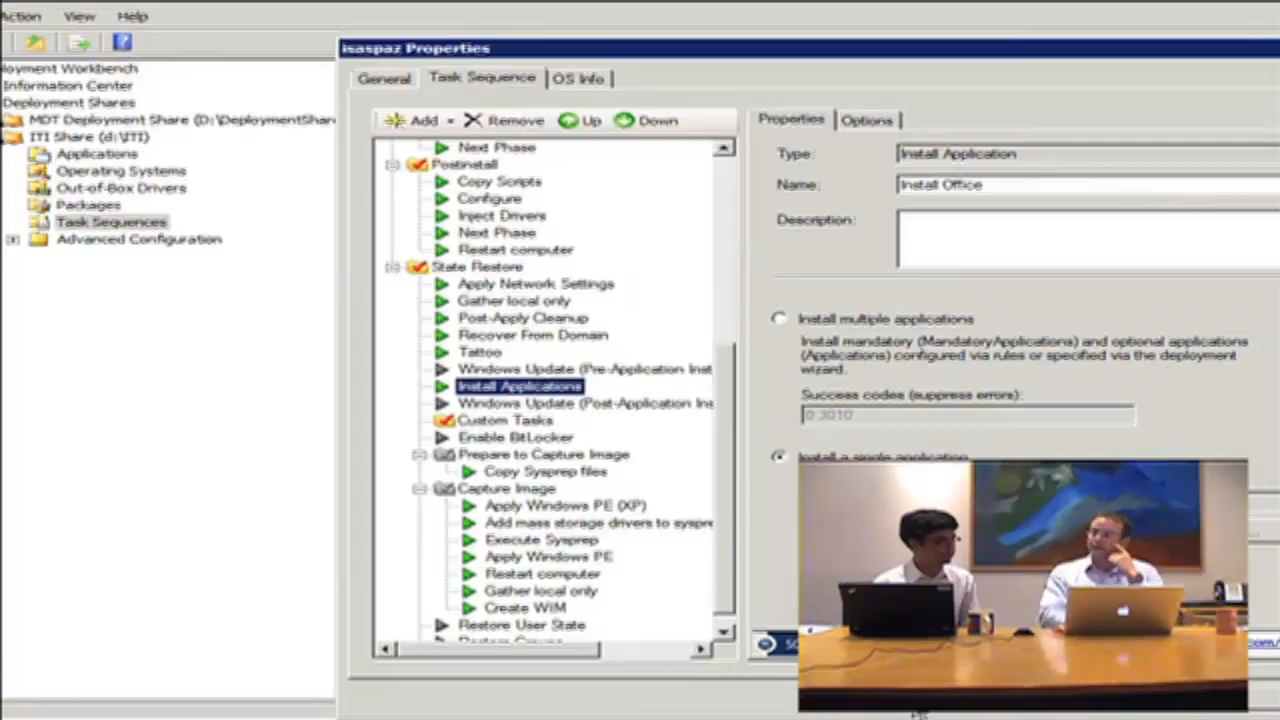 Action View Help
isaspaz Properties
loyment Workbench
Information Center
Deployment Shares
MDT Deployment Share (D:\DeploymentShare
ITI Share (d:\ITI)
Applications
Operating Systems
Out-of-Box Drivers
Packages
Task Sequences
Advanced Configuration
General Task Sequence OS Info
Add Remove Up Down
Next Phase
Postinstall
Copy Scripts
Configure
Inject Drivers
Next Phase
Restart computer
State Restore
Apply Network Settings
Gather local only
Post-Apply Cleanup
Recover From Domain
Tattoo
Windows Update (Pre-Application Inst
Install Applications
Windows Update (Post-Application Ins
Custom Tasks
Enable BitLocker
Prepare to Capture Image
Copy Sysprep files
Capture Image
Apply Windows PE (XP)
Add mass storage drivers to syspre
Execute Sysprep
Apply Windows PE
Restart computer
Gather local only
Create WIM
Restore User State
Restore Groups
Properties Options
Type: Install Application
Name: Install Office
Description:
Install multiple applications
Install mandatory (MandatoryApplications) and optional applications
(Applications) configured via rules or specified via the deployment
wizard.
Success codes (suppress errors):
0 3010
Install a single application
com/